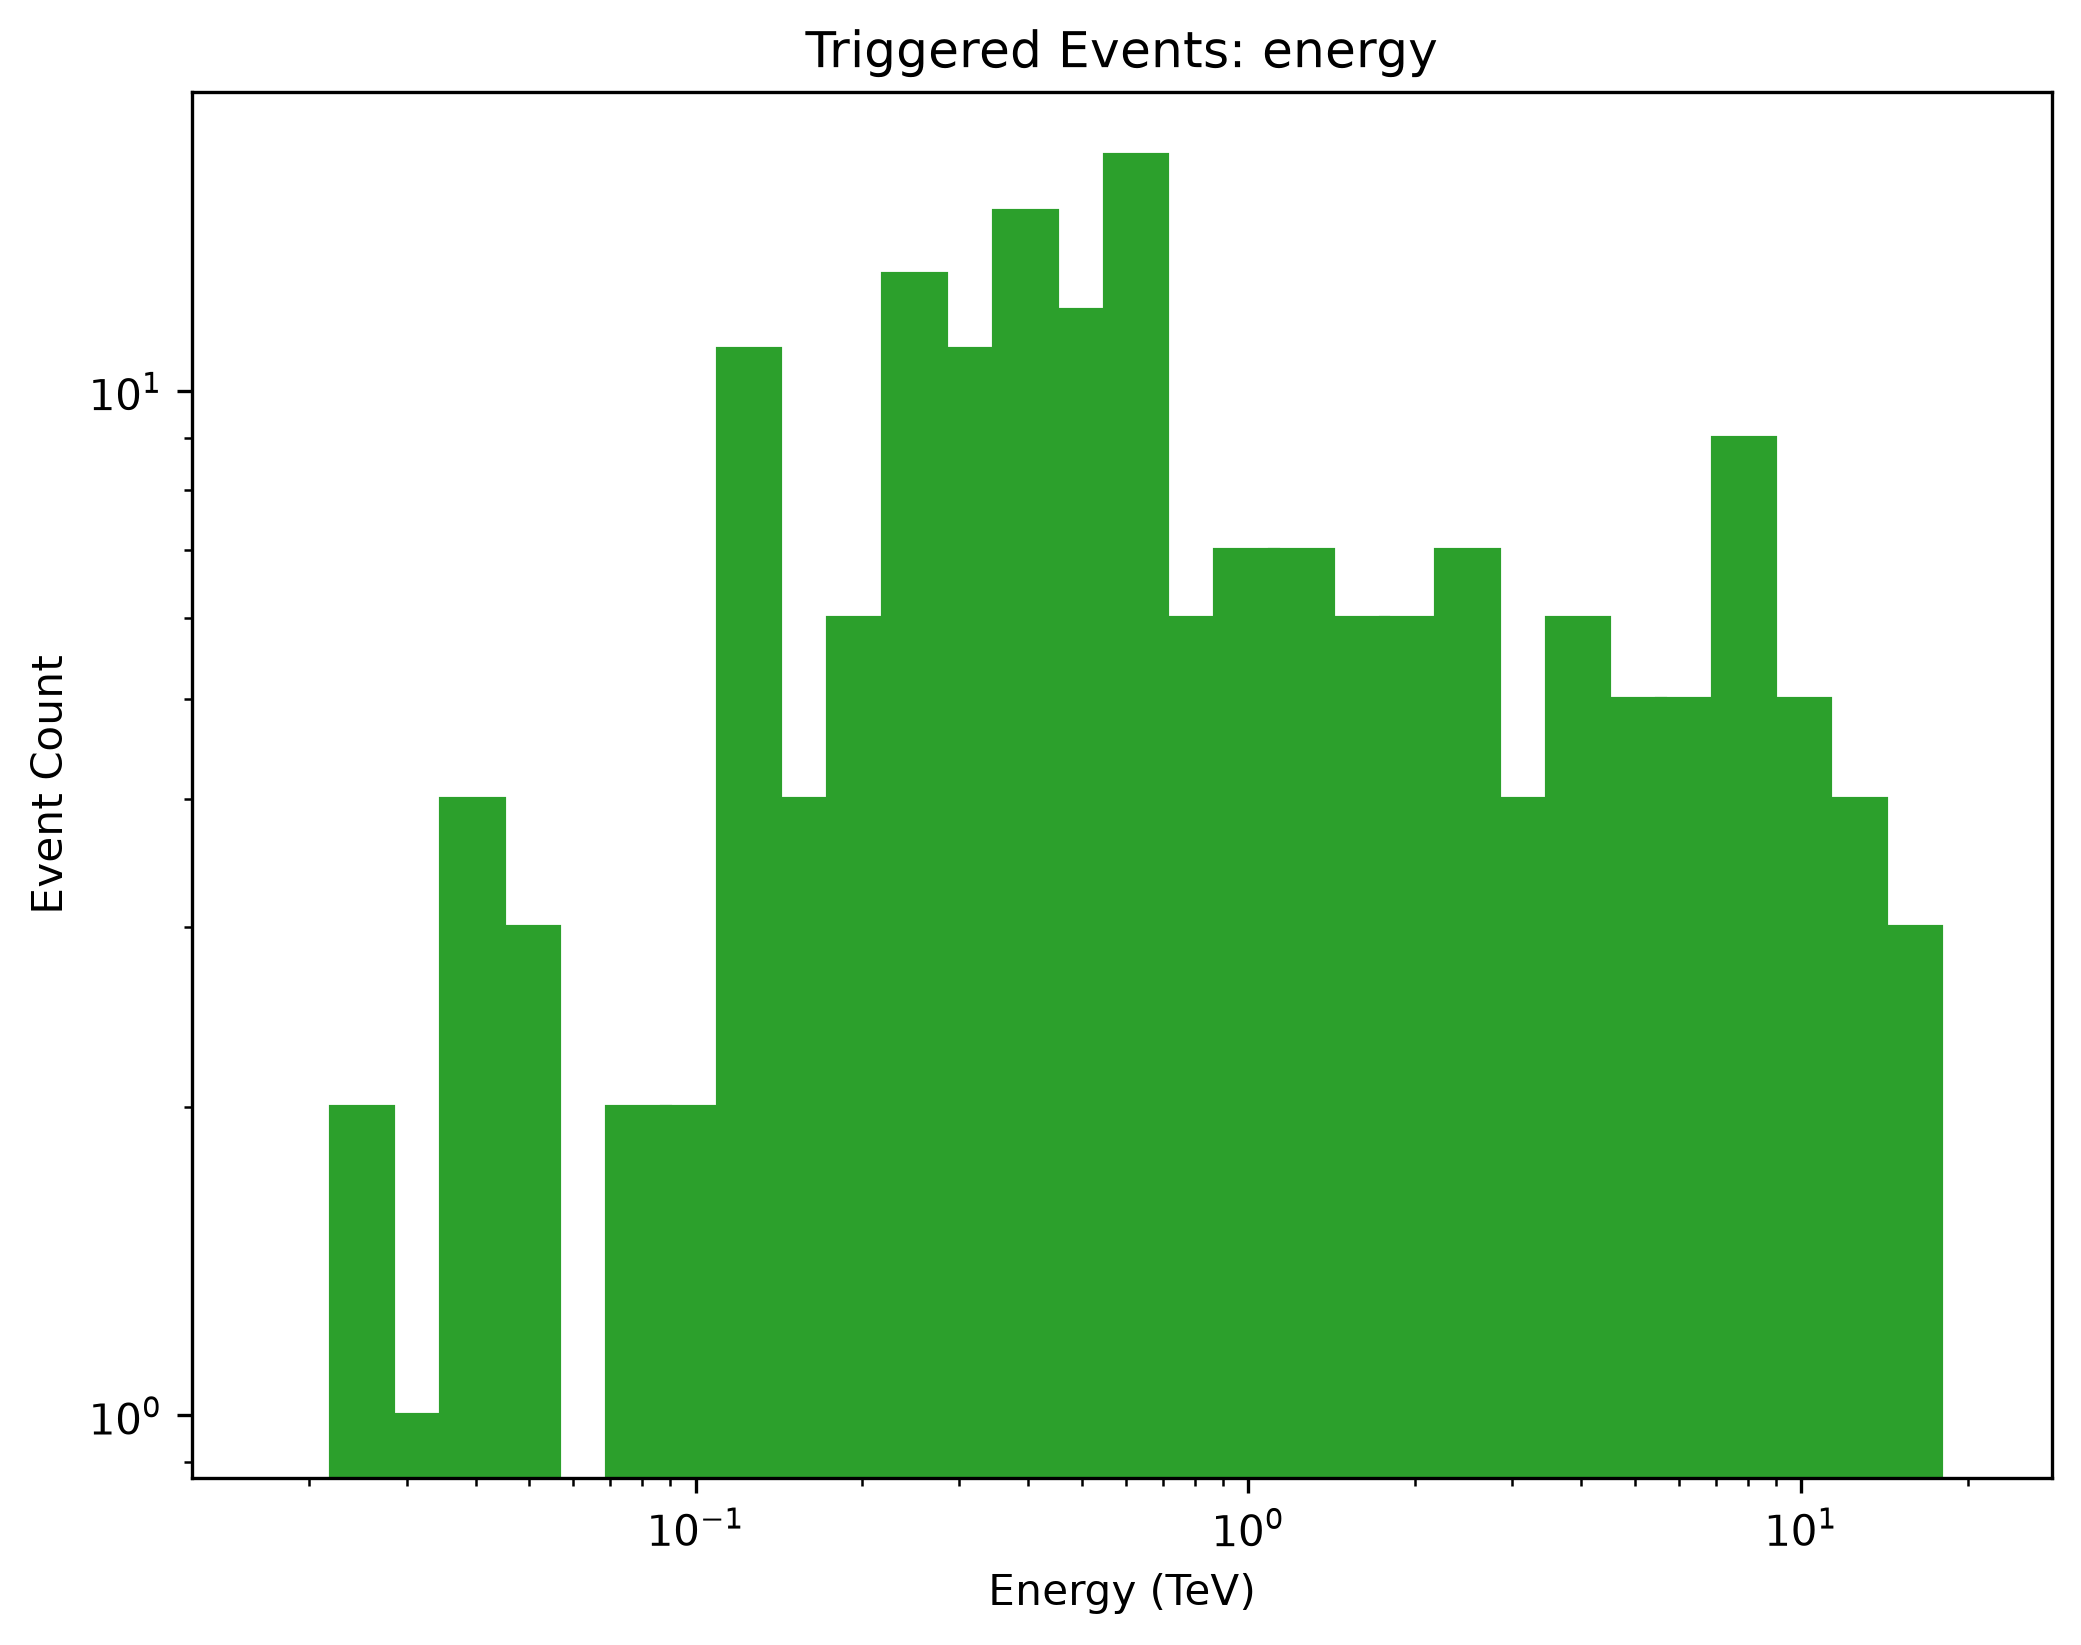 Triggered Events: energy
10¹
10⁰
Event Count
10⁻¹
10⁰
10¹
Energy (TeV)